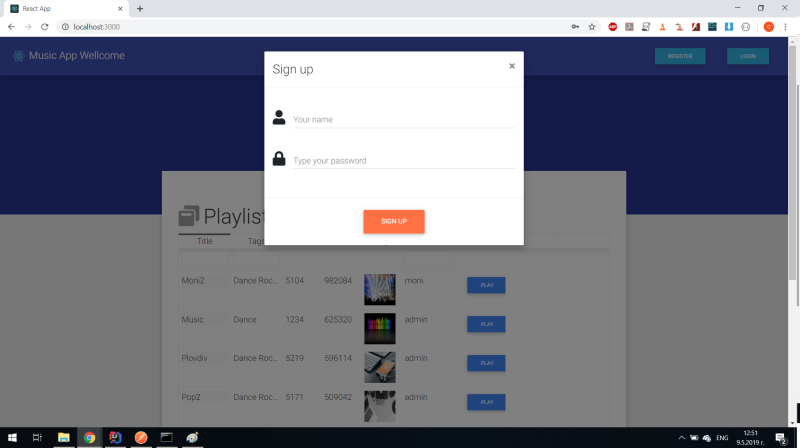 React App
localhost:3000
Music App Wellcome
REGISTER
LOGIN
Sign up
×
Your name
Type your password
SIGN UP
Playlist
Title
Tags
Moni2 Dance Roc... 5104 982084 moni PLAY
Music Dance 1234 625320 admin PLAY
Plovdiv Dance Roc... 5219 596114 admin PLAY
Pop2 Dance Roc... 5171 509042 admin PLAY
ENG
12:51
9.5.2019 г.
2